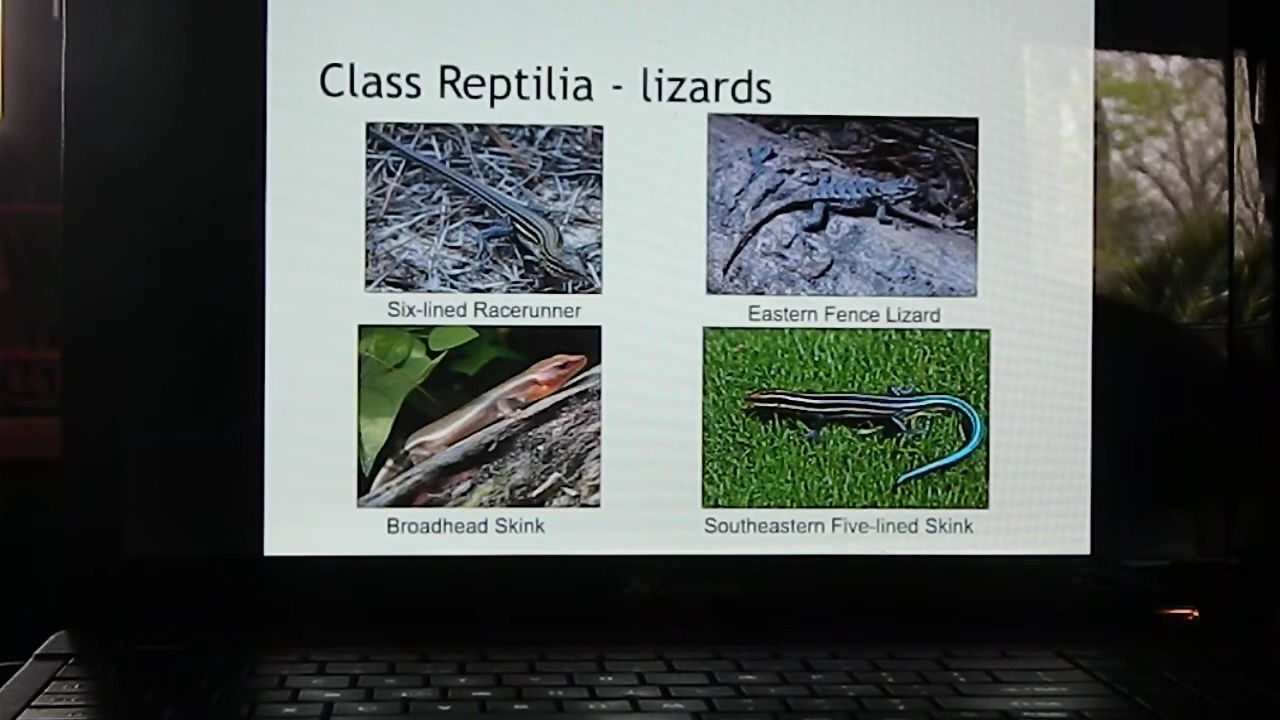 Class Reptilia - lizards
Six-lined Racerunner
Eastern Fence Lizard
Broadhead Skink
Southeastern Five-lined Skink